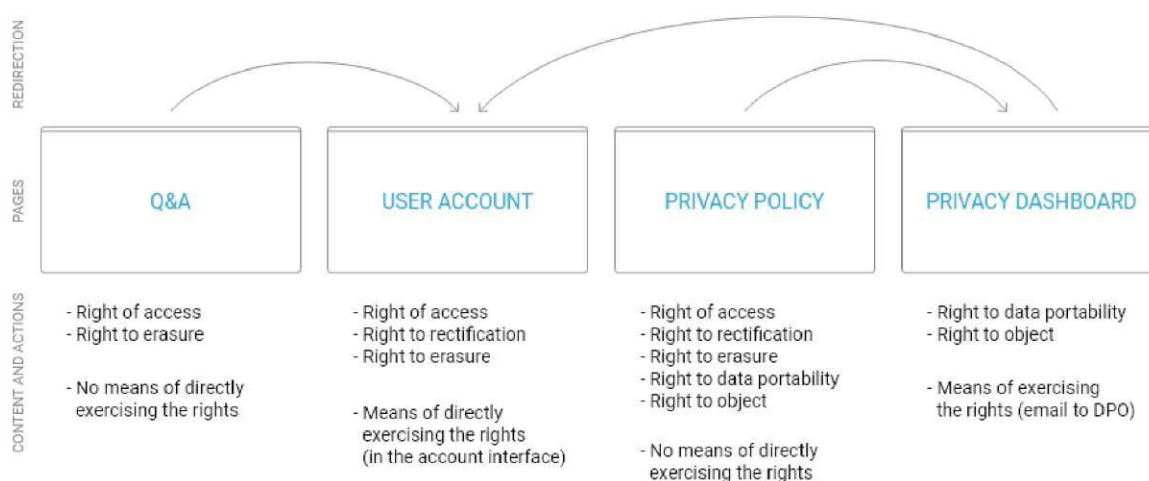 REDIRECTION
PAGES
Q&A
USER ACCOUNT
PRIVACY POLICY
PRIVACY DASHBOARD
CONTENT AND ACTIONS
- Right of access
- Right to erasure
- No means of directly
exercising the rights
- Right of access
- Right to rectification
- Right to erasure
- Means of directly
exercising the rights
(in the account interface)
- Right of access
- Right to rectification
- Right to erasure
- Right to data portability
- Right to object
- No means of directly
exercising the rights
- Right to data portability
- Right to object
- Means of exercising
the rights (email to DPO)